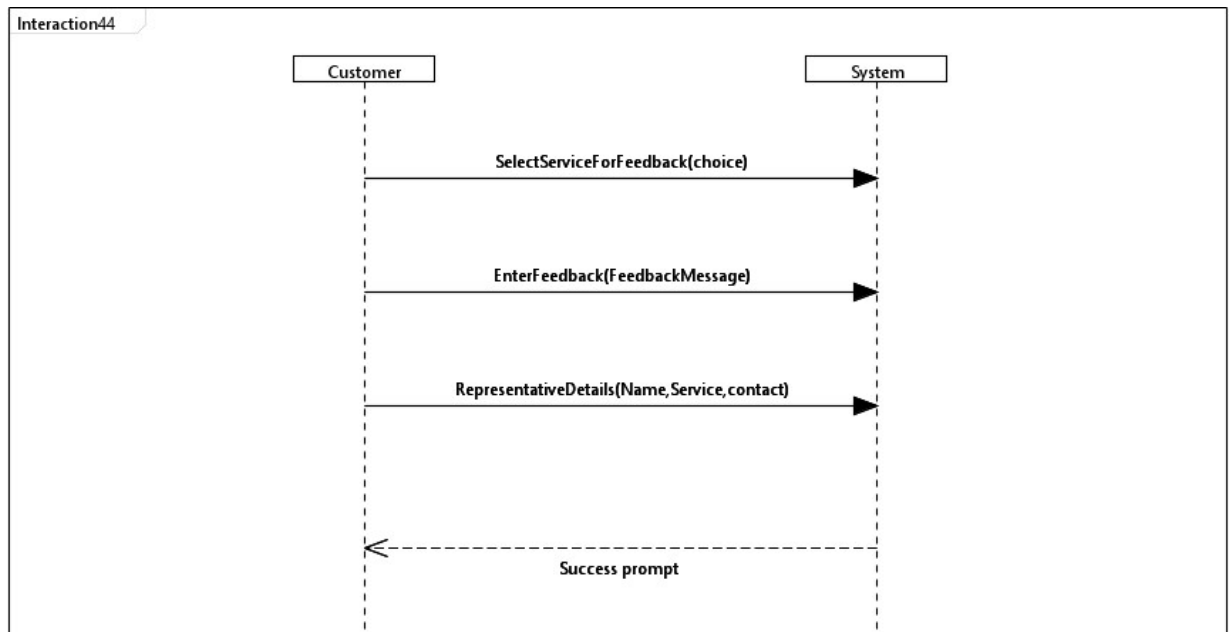 Interaction44
Customer
System
SelectServiceForFeedback(choice)
EnterFeedback(FeedbackMessage)
RepresentativeDetails(Name,Service,contact)
Success prompt